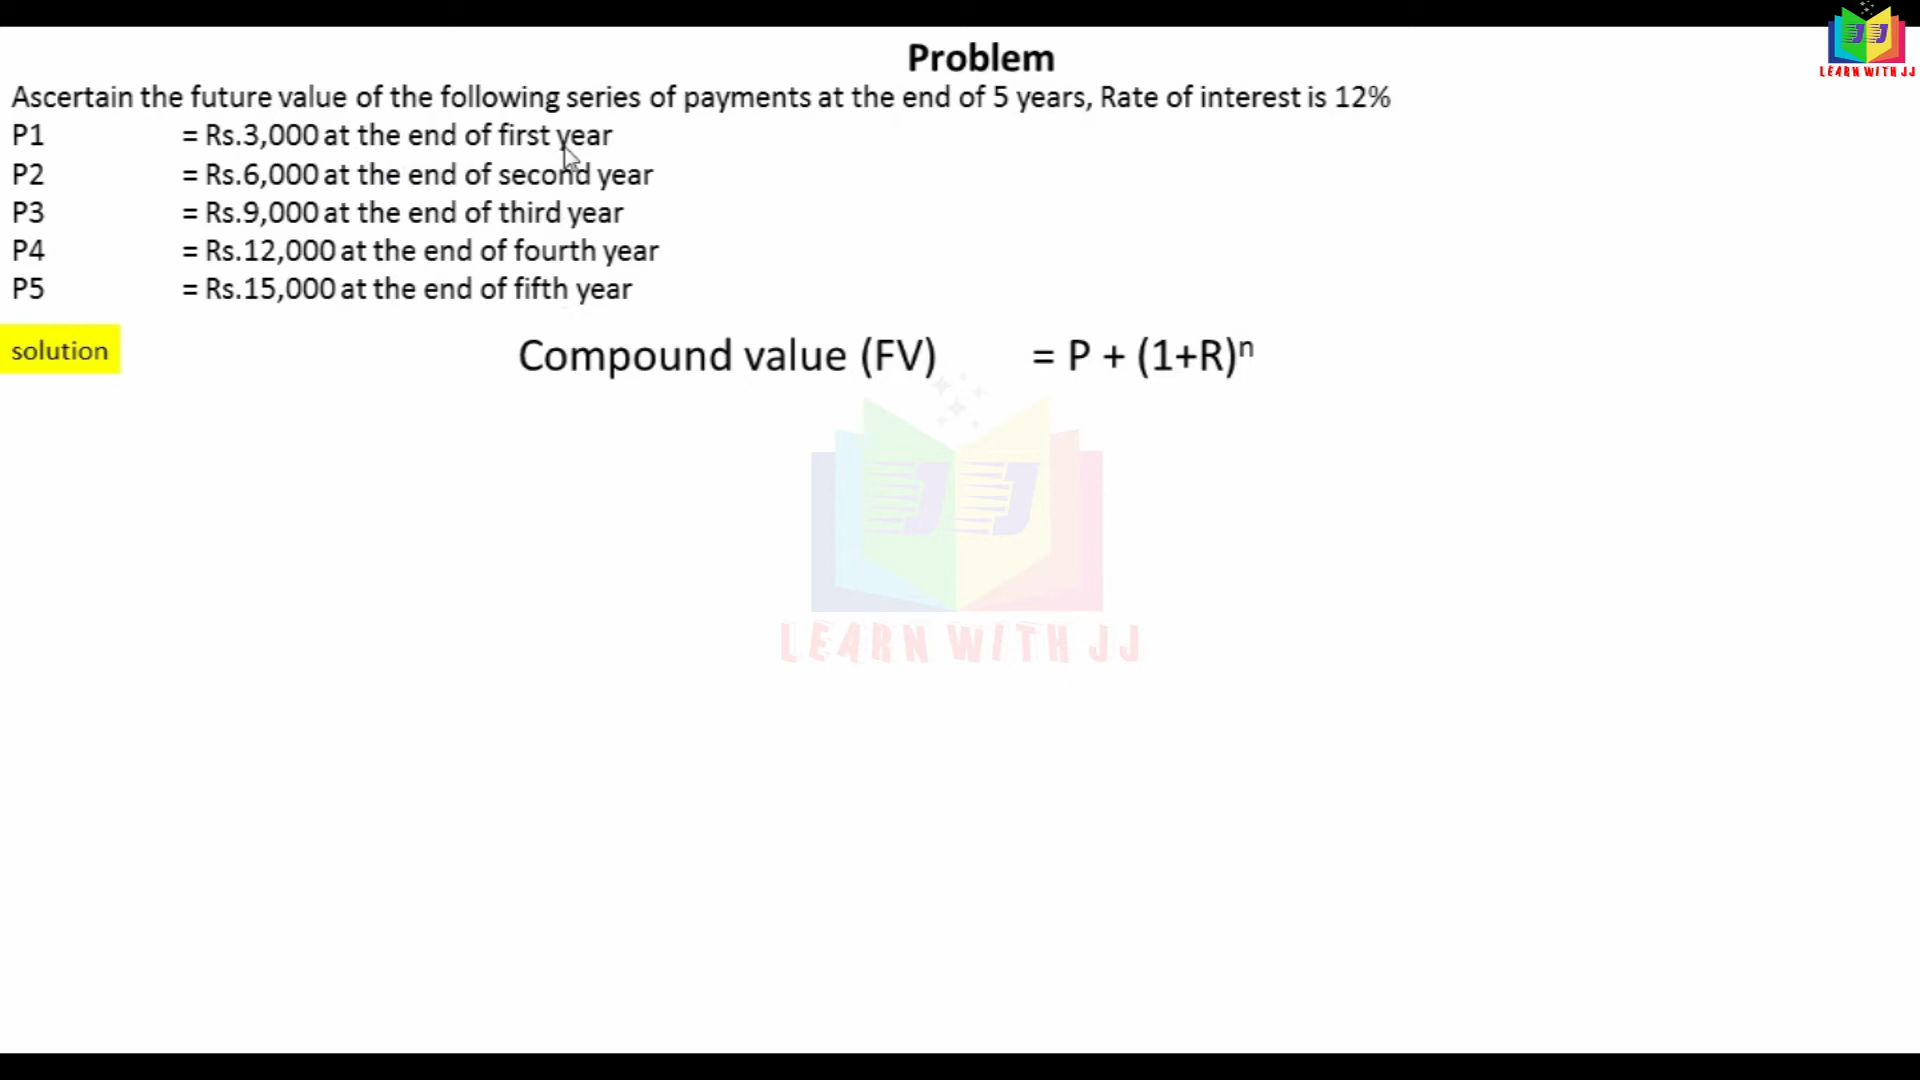 Problem
LEARN WITH JJ
Ascertain the future value of the following series of payments at the end of 5 years, Rate of interest is 12%
P1 = Rs.3,000 at the end of first year
P2 = Rs.6,000 at the end of second year
P3 = Rs.9,000 at the end of third year
P4 = Rs.12,000 at the end of fourth year
P5 = Rs.15,000 at the end of fifth year
solution
Compound value (FV) = P + (1+R)ⁿ
JJ
LEARN WITH JJ